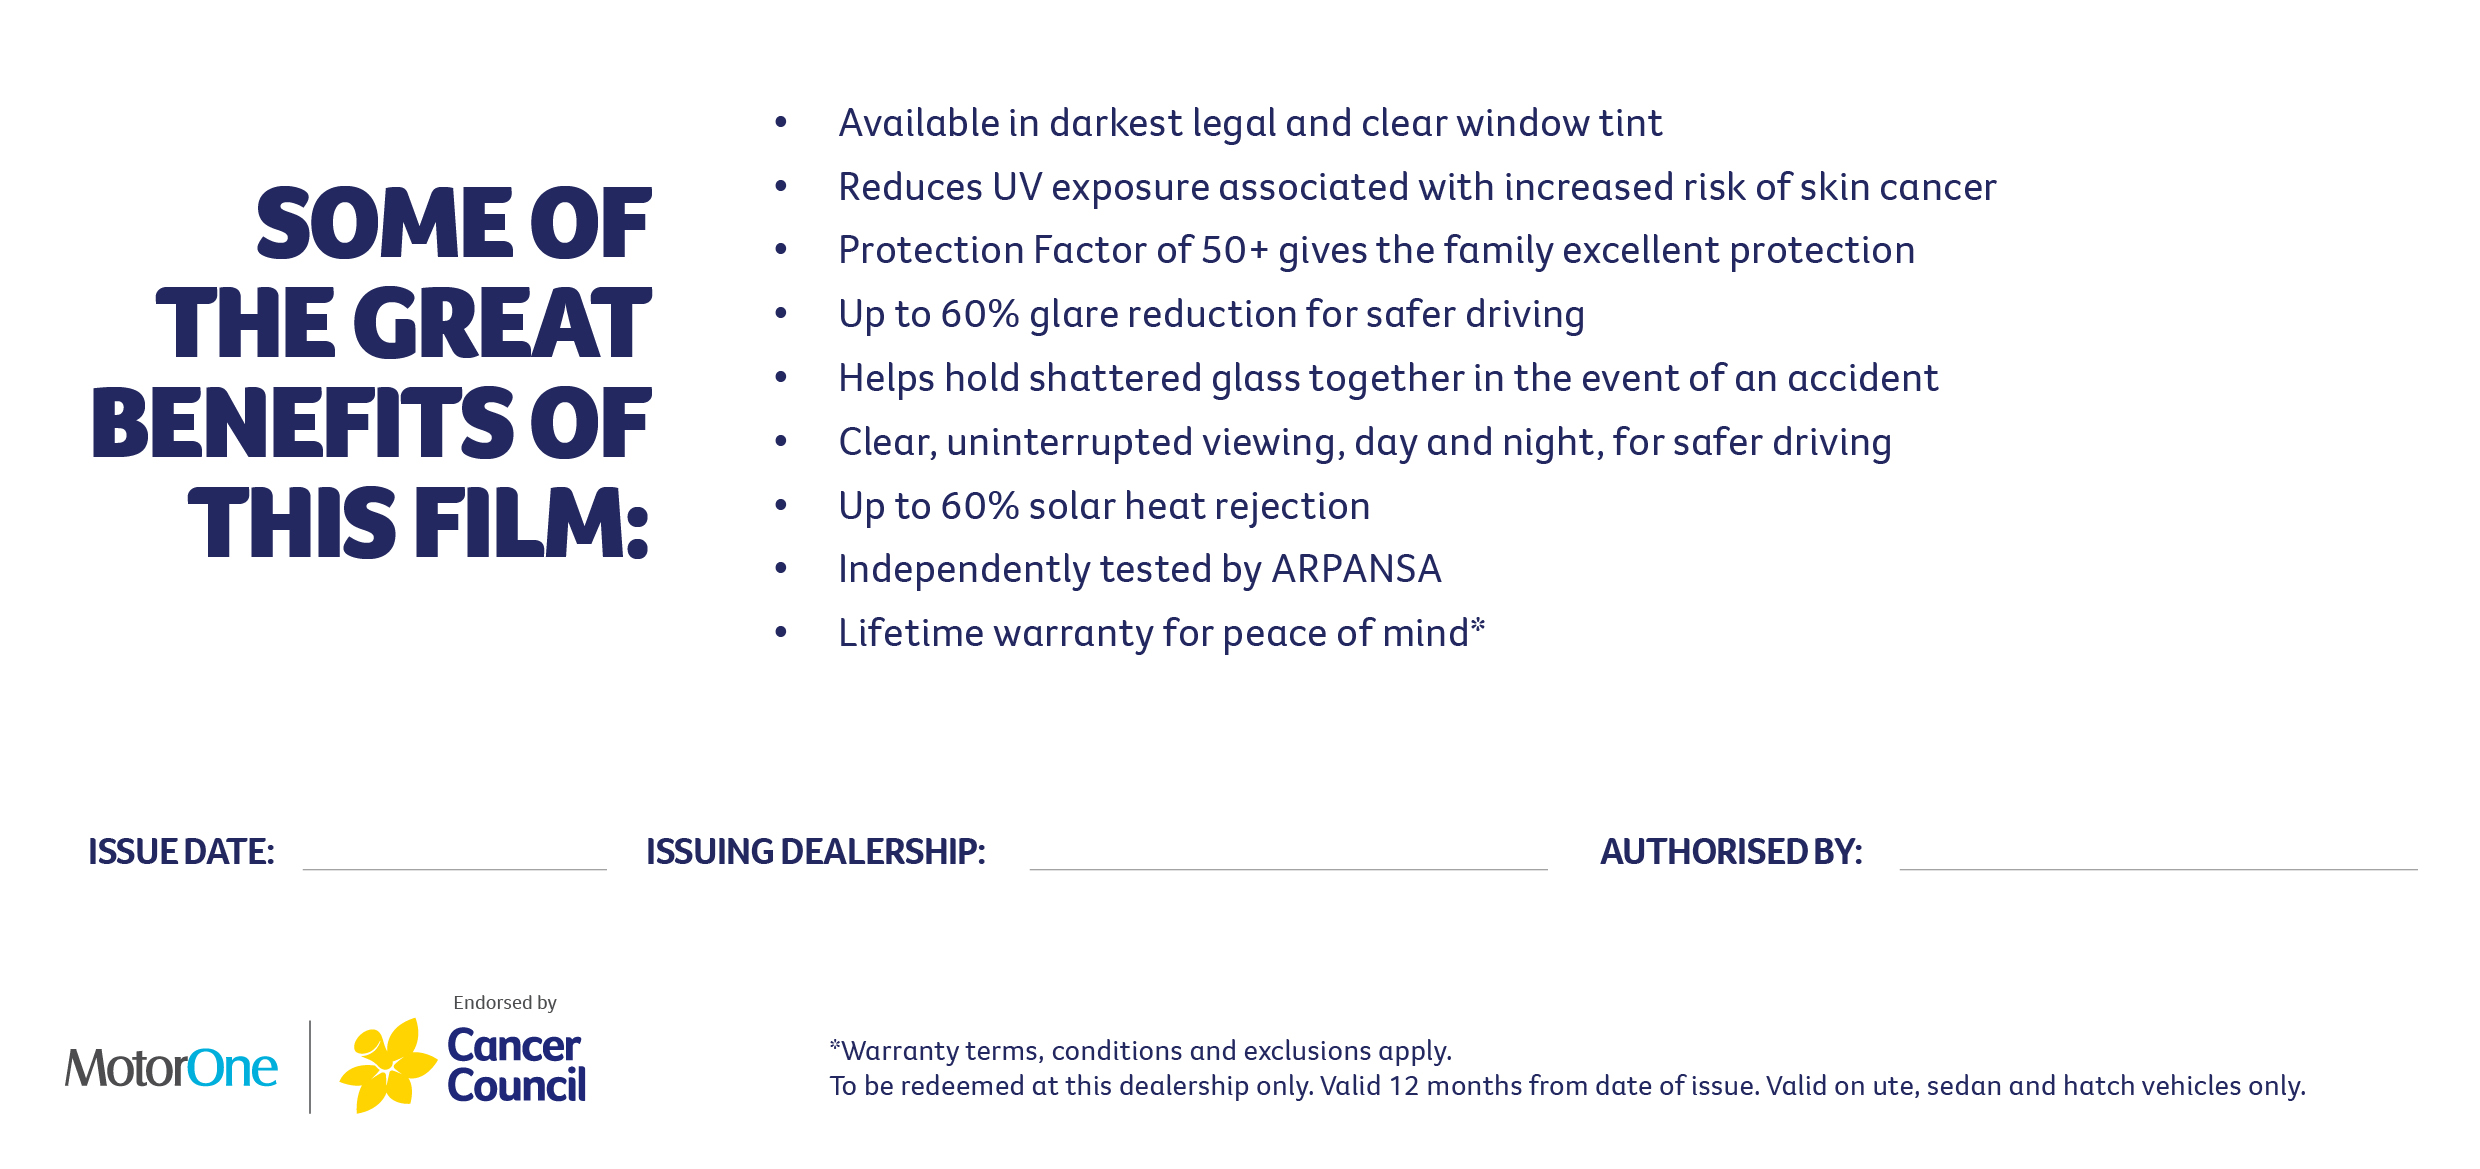 SOME OF
THE GREAT
BENEFITS OF
THIS FILM:
• Available in darkest legal and clear window tint
• Reduces UV exposure associated with increased risk of skin cancer
• Protection Factor of 50+ gives the family excellent protection
• Up to 60% glare reduction for safer driving
• Helps hold shattered glass together in the event of an accident
• Clear, uninterrupted viewing, day and night, for safer driving
• Up to 60% solar heat rejection
• Independently tested by ARPANSA
• Lifetime warranty for peace of mind*
ISSUE DATE: ISSUING DEALERSHIP: AUTHORISED BY:
MotorOne
Endorsed by
Cancer
Council
*Warranty terms, conditions and exclusions apply.
To be redeemed at this dealership only. Valid 12 months from date of issue. Valid on ute, sedan and hatch vehicles only.